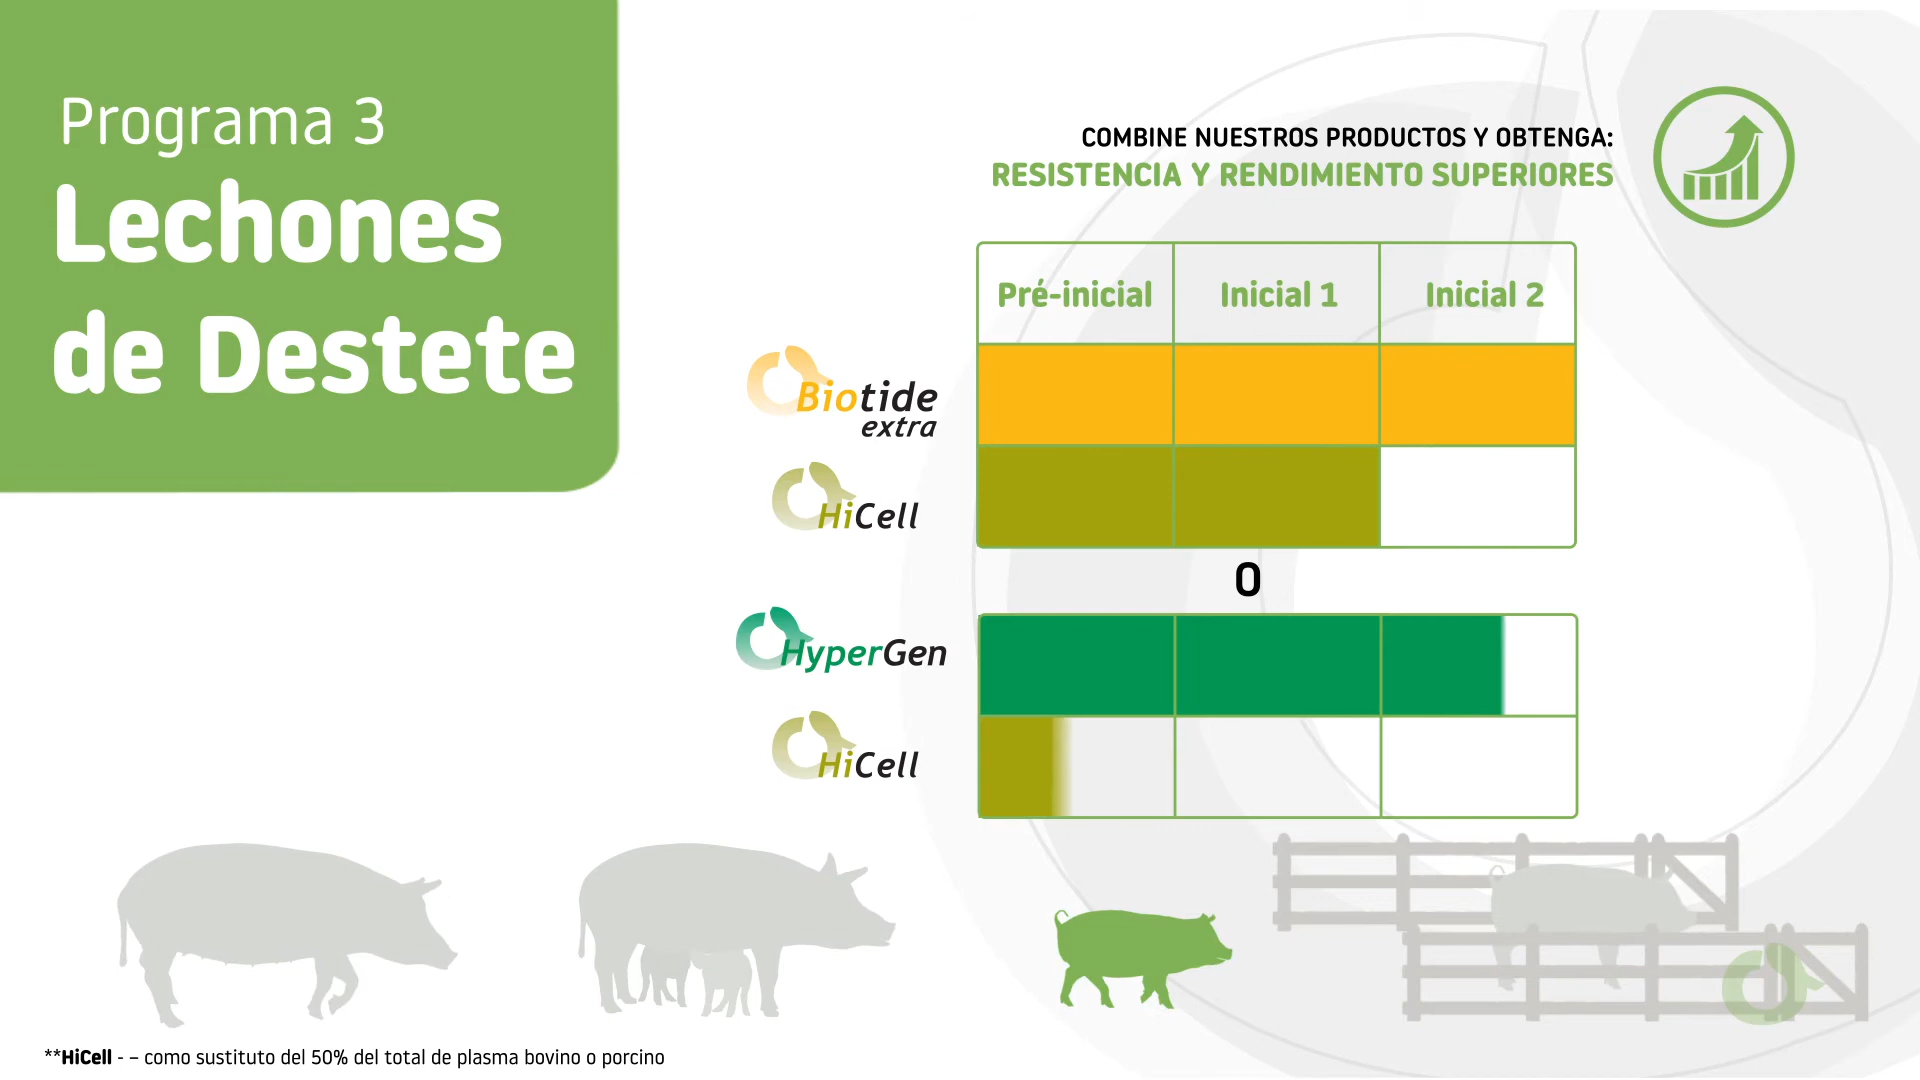 Programa 3
Lechones
de Destete
COMBINE NUESTROS PRODUCTOS Y OBTENGA:
RESISTENCIA Y RENDIMIENTO SUPERIORES
Pré-inicial Inicial 1 Inicial 2
Biotide
extra
HiCell
O
HyperGen
HiCell
**HiCell - – como sustituto del 50% del total de plasma bovino o porcino